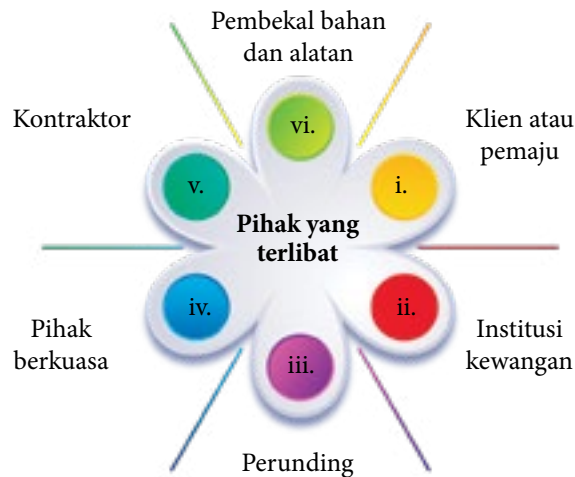 Pembekal bahan
dan alatan
vi.
Klien atau
pemaju
i.
Institusi
kewangan
ii.
Perunding
iii.
Pihak
berkuasa
iv.
Kontraktor
v.
Pihak yang
terlibat